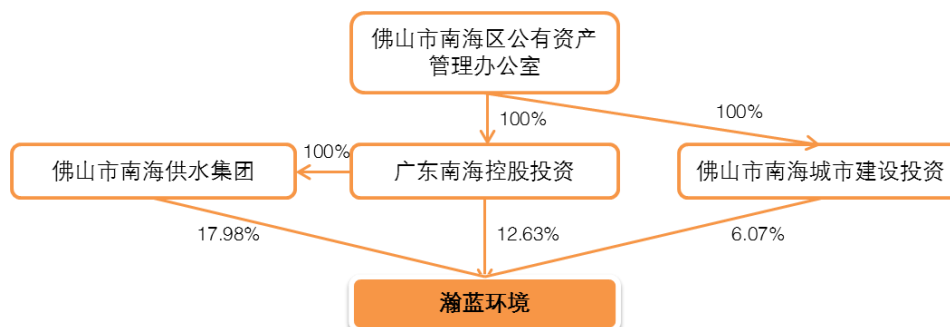 佛山市南海区公有资产
管理办公室
100%
100%
100%
佛山市南海供水集团
广东南海控股投资
佛山市南海城市建设投资
17.98%
12.63%
6.07%
瀚蓝环境